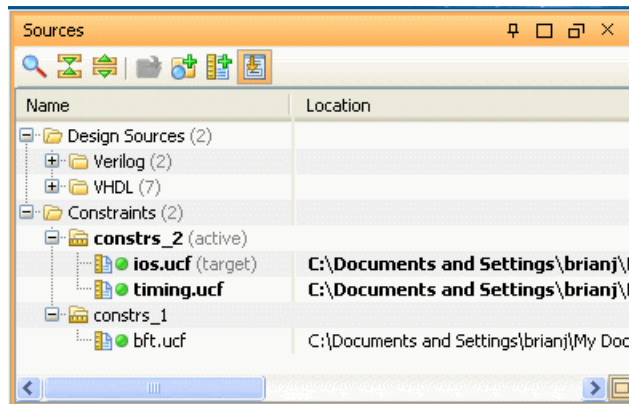 Sources
Name Location
Design Sources (2)
Verilog (2)
VHDL (7)
Constraints (2)
constrs_2 (active)
ios.ucf (target) C:\Documents and Settings\brianj\
timing.ucf C:\Documents and Settings\brianj\
constrs_1
bft.ucf C:\Documents and Settings\brianj\My Doc